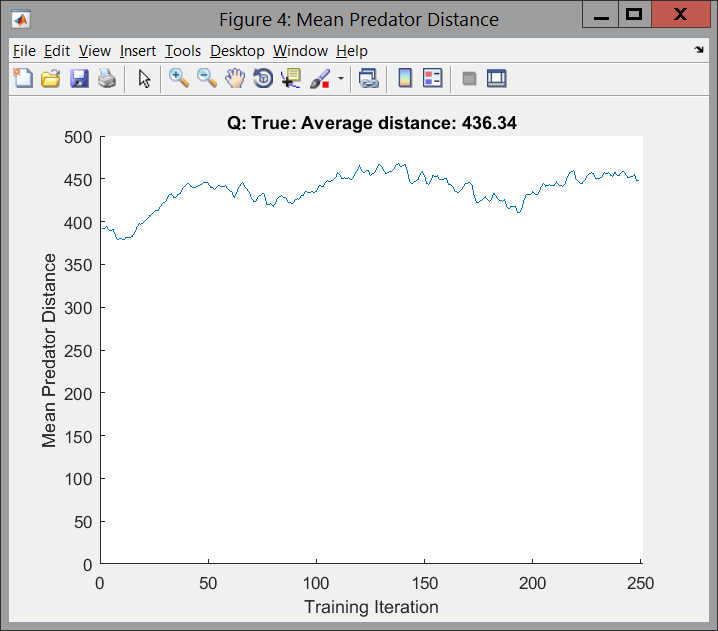 Figure 4: Mean Predator Distance
File Edit View Insert Tools Desktop Window Help
Q: True: Average distance: 436.34
500
450
400
350
300
250
200
150
100
50
0
Mean Predator Distance
0 50 100 150 200 250
Training Iteration